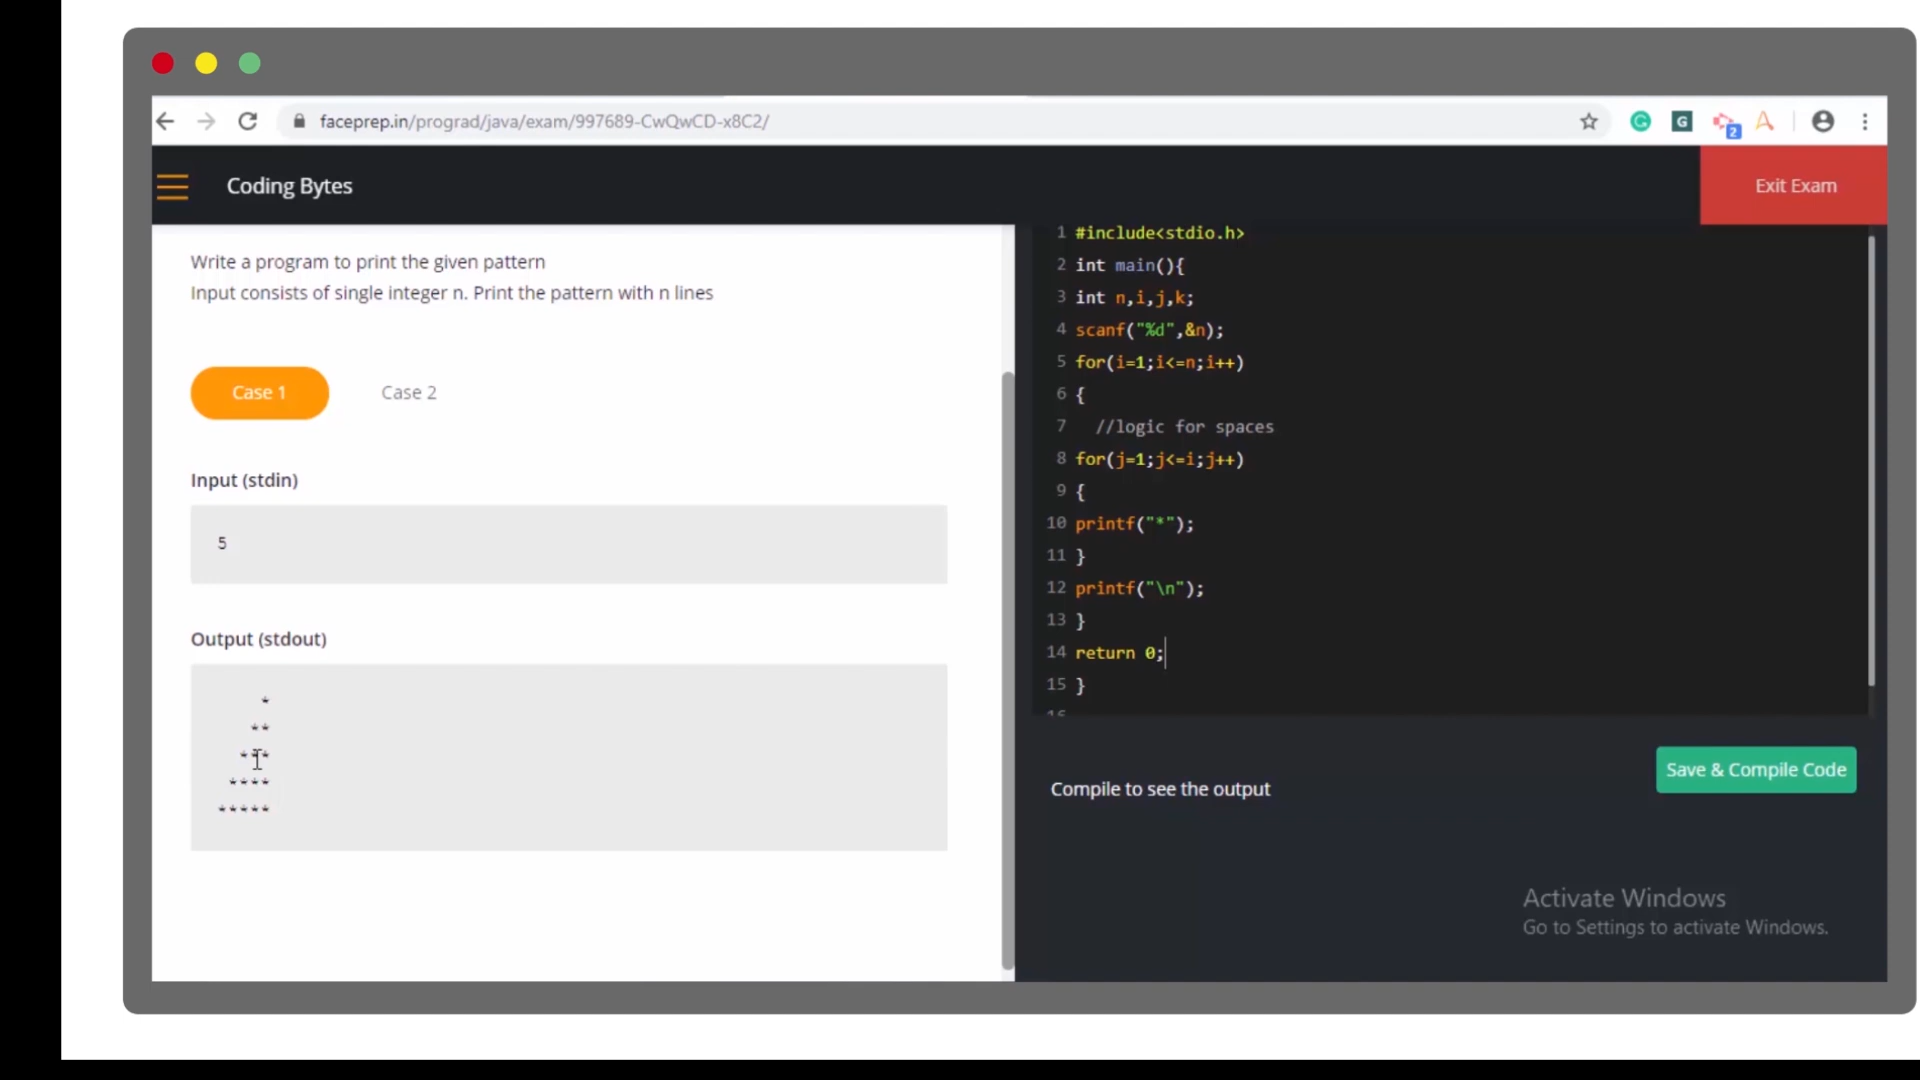 faceprep.in/prograd/java/exam/997689-CwQwCD-x8C2/
G
2
Coding Bytes
Exit Exam
Write a program to print the given pattern
Input consists of single integer n. Print the pattern with n lines
Case 1
Case 2
Input (stdin)
5
Output (stdout)
*
**
***
****
*****
1 #include<stdio.h>
2 int main(){
3 int n,i,j,k;
4 scanf("%d",&n);
5 for(i=1;i<=n;i++)
6 {
7 //logic for spaces
8 for(j=1;j<=i;j++)
9 {
10 printf("*");
11 }
12 printf("\n");
13 }
14 return 0;
15 }
16
Save & Compile Code
Compile to see the output
Activate Windows
Go to Settings to activate Windows.